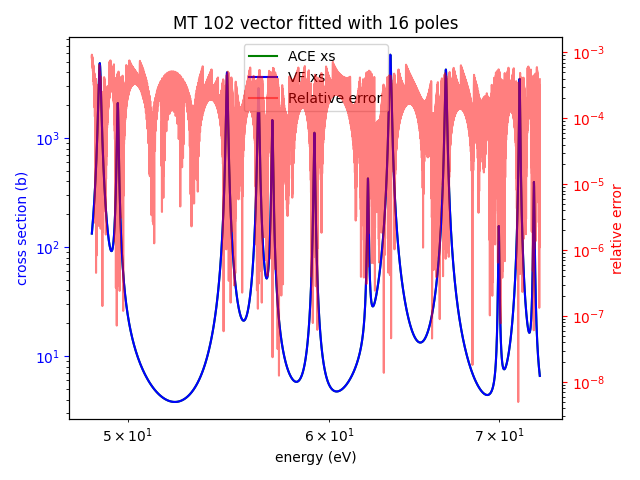 MT 102 vector fitted with 16 poles
ACE xs
VF xs
Relative error
cross section (b)
10³
10²
10¹
relative error
10⁻³
10⁻⁴
10⁻⁵
10⁻⁶
10⁻⁷
10⁻⁸
5 × 10¹ 6 × 10¹ 7 × 10¹
energy (eV)